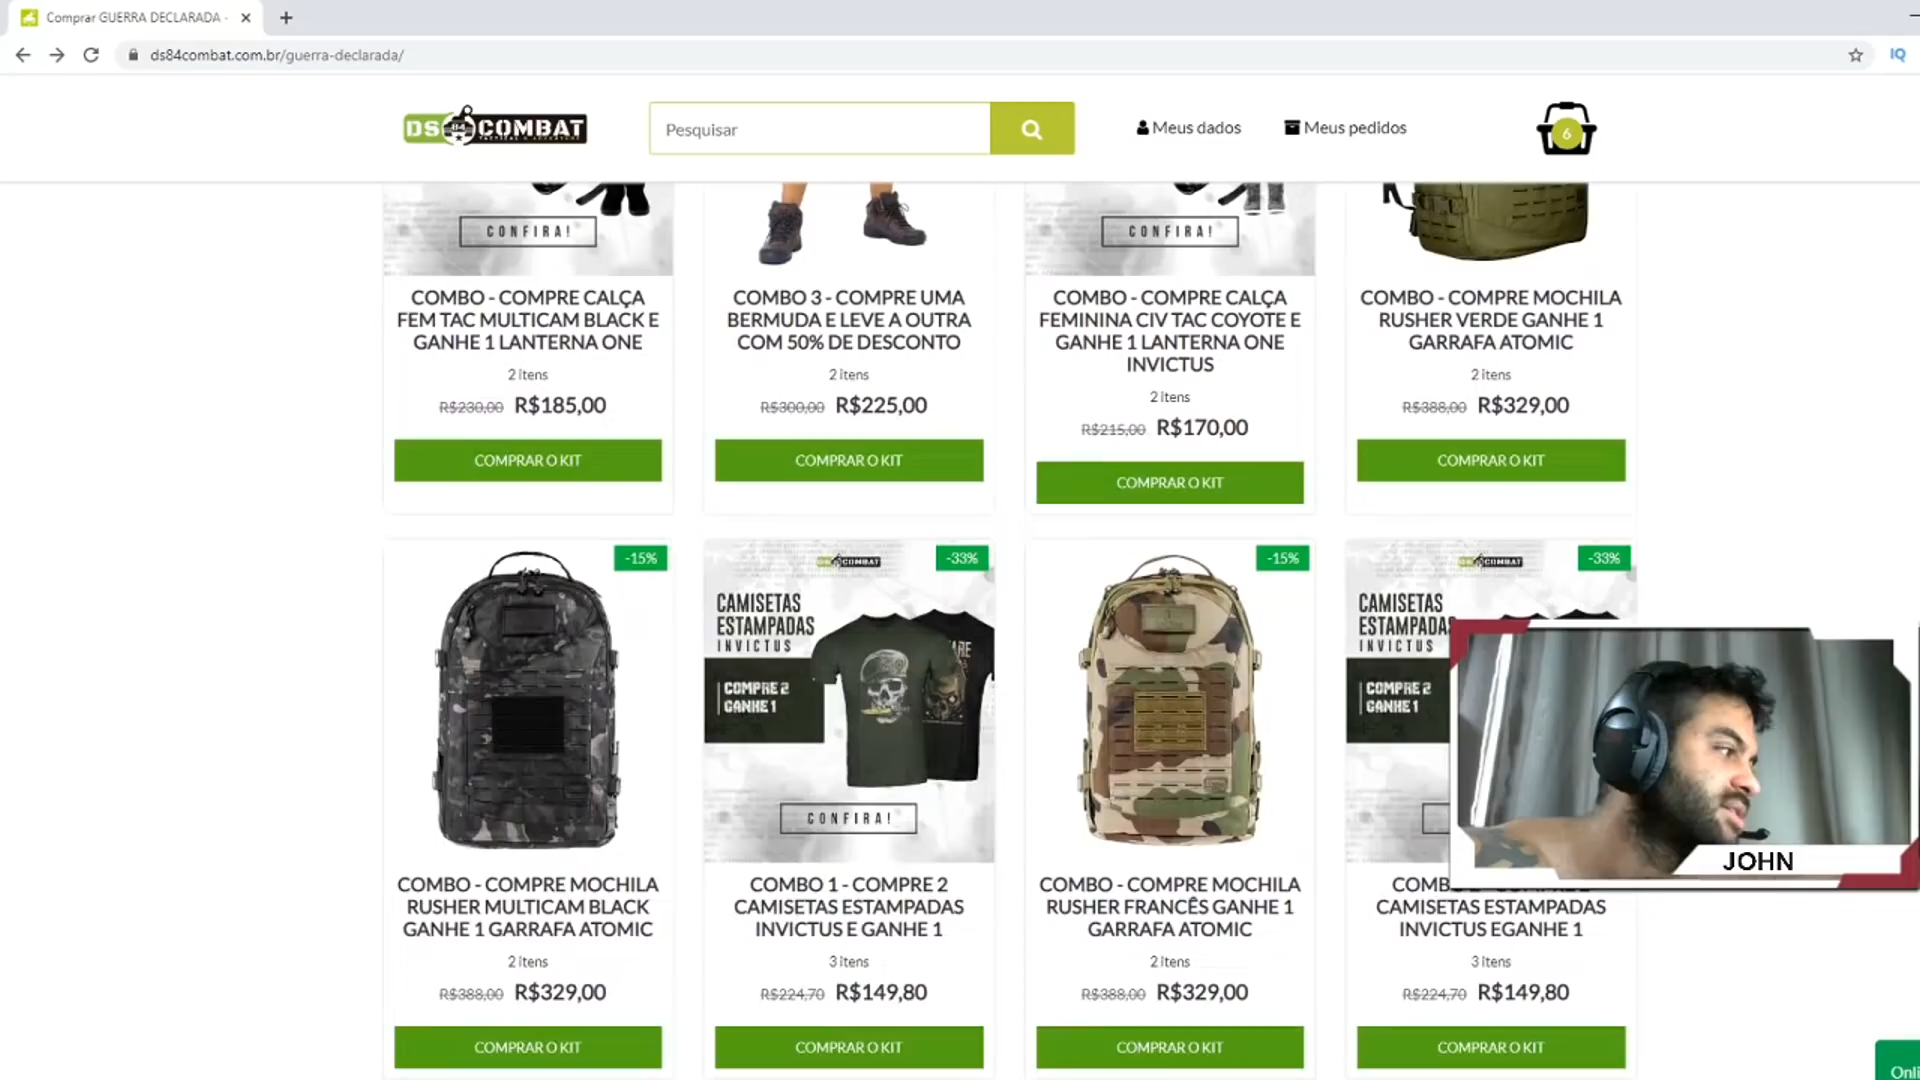 Comprar GUERRA DECLARADA -
ds84combat.com.br/guerra-declarada/
IQ
DS 84 COMBAT
Pesquisar
Meus dados
Meus pedidos
6
CONFIRA!
CONFIRA!
COMBO - COMPRE CALÇA
FEM TAC MULTICAM BLACK E
GANHE 1 LANTERNA ONE
2 itens
R$230,00 R$185,00
COMPRAR O KIT
COMBO 3 - COMPRE UMA
BERMUDA E LEVE A OUTRA
COM 50% DE DESCONTO
2 itens
R$300,00 R$225,00
COMPRAR O KIT
COMBO - COMPRE CALÇA
FEMININA CIV TAC COYOTE E
GANHE 1 LANTERNA ONE
INVICTUS
2 itens
R$215,00 R$170,00
COMPRAR O KIT
COMBO - COMPRE MOCHILA
RUSHER VERDE GANHE 1
GARRAFA ATOMIC
2 itens
R$388,00 R$329,00
COMPRAR O KIT
-15%
COMBO - COMPRE MOCHILA
RUSHER MULTICAM BLACK
GANHE 1 GARRAFA ATOMIC
2 itens
R$388,00 R$329,00
COMPRAR O KIT
-33%
DS COMBAT
CAMISETAS
ESTAMPADAS
INVICTUS
COMPRE 2
GANHE 1
CONFIRA!
COMBO 1 - COMPRE 2
CAMISETAS ESTAMPADAS
INVICTUS E GANHE 1
3 itens
R$224,70 R$149,80
COMPRAR O KIT
-15%
COMBO - COMPRE MOCHILA
RUSHER FRANCÊS GANHE 1
GARRAFA ATOMIC
2 itens
R$388,00 R$329,00
COMPRAR O KIT
-33%
DS COMBAT
CAMISETAS
ESTAMPADAS
INVICTUS
COMPRE 2
GANHE 1
CAMISETAS ESTAMPADAS
INVICTUS EGANHE 1
3 itens
R$224,70 R$149,80
COMPRAR O KIT
JOHN
Onli